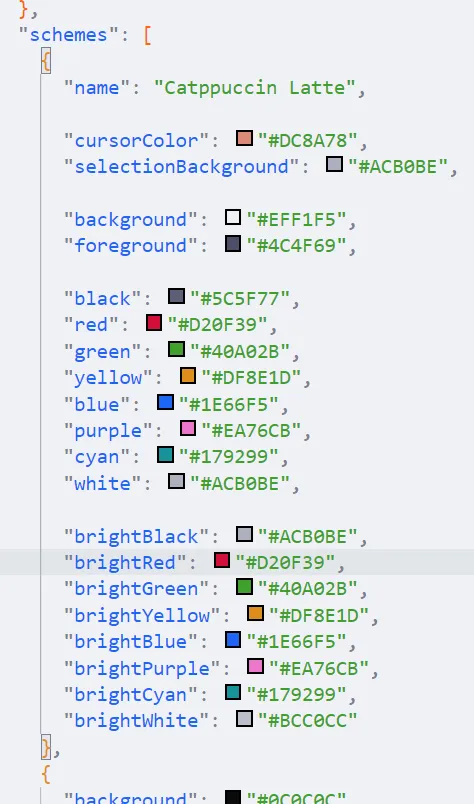 },
"schemes": [
{
"name": "Catppuccin Latte",
"cursorColor": "#DC8A78",
"selectionBackground": "#ACB0BE",
"background": "#EFF1F5",
"foreground": "#4C4F69",
"black": "#5C5F77",
"red": "#D20F39",
"green": "#40A02B",
"yellow": "#DF8E1D",
"blue": "#1E66F5",
"purple": "#EA76CB",
"cyan": "#179299",
"white": "#ACB0BE",
"brightBlack": "#ACB0BE",
"brightRed": "#D20F39",
"brightGreen": "#40A02B",
"brightYellow": "#DF8E1D",
"brightBlue": "#1E66F5",
"brightPurple": "#EA76CB",
"brightCyan": "#179299",
"brightWhite": "#BCC0CC"
},
{
"background": "#0C0C0C"